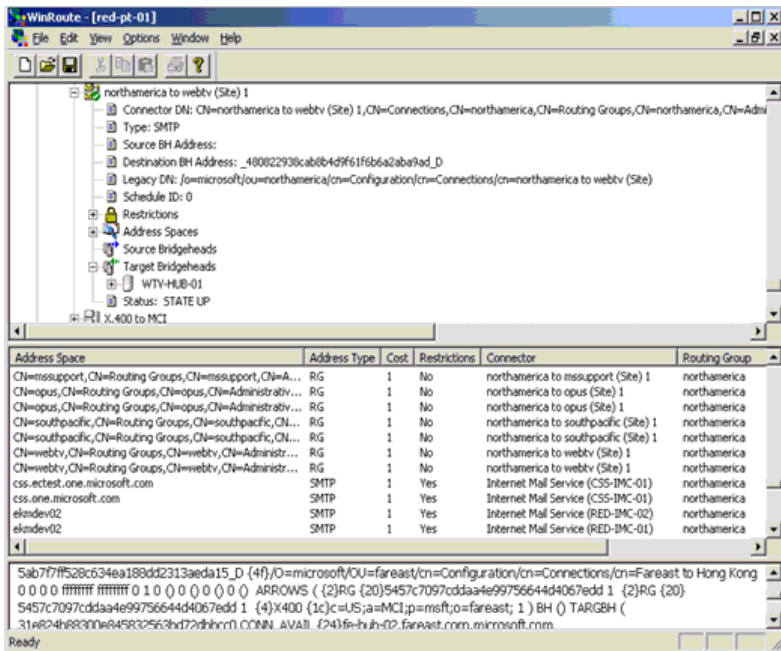 WinRoute - [red-pt-01]
File Edit View Options Window Help
northamerica to webtv (Site) 1
Connector DN: CN=northamerica to webtv (Site) 1,CN=Connections,CN=northamerica,CN=Routing Groups,CN=northamerica,CN=Admi
Type: SMTP
Source BH Address:
Destination BH Address: _480822938cab8b4d9f61f6b6a2aba9ad_D
Legacy DN: /o=microsoft/ou=northamerica/cn=Configuration/cn=Connections/cn=northamerica to webtv (Site)
Schedule ID: 0
Restrictions
Address Spaces
Source Bridgeheads
Target Bridgeheads
WTV-HUB-01
Status: STATE UP
X.400 to MCI
Address Space Address Type Cost Restrictions Connector Routing Group
CN=mssupport,CN=Routing Groups,CN=mssupport,CN=A... RG 1 No northamerica to mssupport (Site) 1 northamerica
CN=opus,CN=Routing Groups,CN=opus,CN=Administrativ... RG 1 No northamerica to opus (Site) 1 northamerica
CN=opus,CN=Routing Groups,CN=opus,CN=Administrativ... RG 1 No northamerica to opus (Site) 1 northamerica
CN=southpacific,CN=Routing Groups,CN=southpacific,CN... RG 1 No northamerica to southpacific (Site) 1 northamerica
CN=southpacific,CN=Routing Groups,CN=southpacific,CN... RG 1 No northamerica to southpacific (Site) 1 northamerica
CN=webtv,CN=Routing Groups,CN=webtv,CN=Administr... RG 1 No northamerica to webtv (Site) 1 northamerica
CN=webtv,CN=Routing Groups,CN=webtv,CN=Administr... RG 1 No northamerica to webtv (Site) 1 northamerica
css.ectest.one.microsoft.com SMTP 1 Yes Internet Mail Service (CSS-IMC-01) northamerica
css.one.microsoft.com SMTP 1 Yes Internet Mail Service (CSS-IMC-01) northamerica
ekmdev02 SMTP 1 Yes Internet Mail Service (RED-IMC-02) northamerica
ekmdev02 SMTP 1 Yes Internet Mail Service (RED-IMC-01) northamerica
5ab7f7ff528c634ea188dd2313aeda15_D {4f}/O=microsoft/OU=fareast/cn=Configuration/cn=Connections/cn=Fareast to Hong Kong
0 0 0 0 ffffffff ffffffff 0 1 0 () 0 () 0 () 0 () ARROWS ( {2}RG {20}5457c7097cddaa4e99756644d4067edd 1 {2}RG {20}
5457c7097cddaa4e99756644d4067edd 1 {4}X400 {1c}c=US;a=MCI;p=msft;o=fareast; 1 ) BH () TARGBH (
31e824b88300e845832563bd72dbbcc0 CONN_AVAIL {24}fe-hub-02.fareast.corp.microsoft.com
Ready